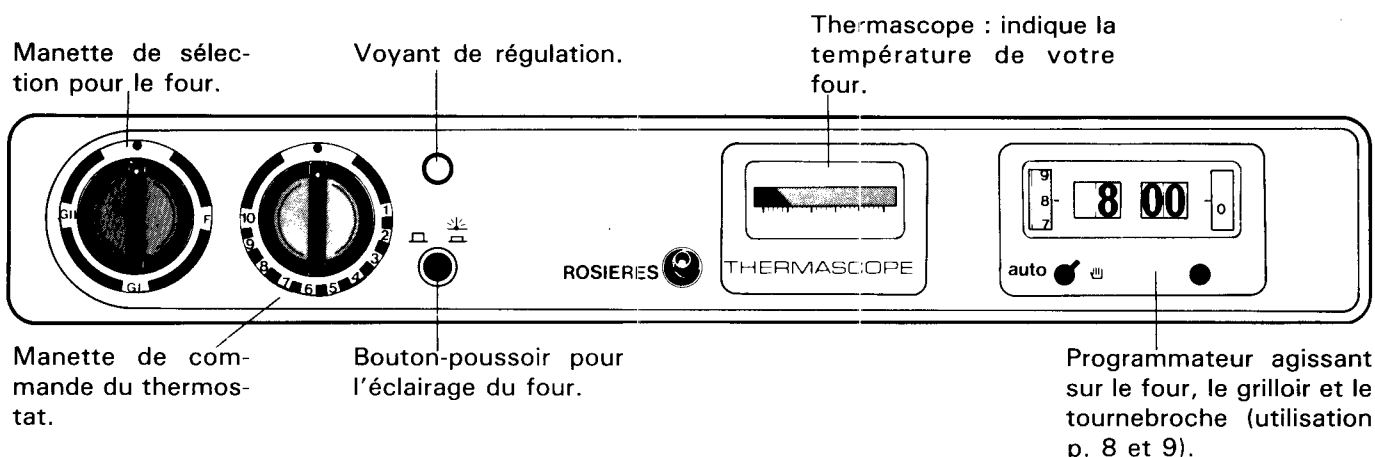 Manette de sélec-
tion pour le four.
Voyant de régulation.
Thermascope : indique la
température de votre
four.
GII
F
GI
10
1
9
2
8
3
7
6
5
4
ROSIERES
THERMASCOPE
9
8-
7
8 00
-0
auto
Manette de com-
mande du thermos-
tat.
Bouton-poussoir pour
l'éclairage du four.
Programmateur agissant
sur le four, le grilloir et le
tournebroche (utilisation
p. 8 et 9).